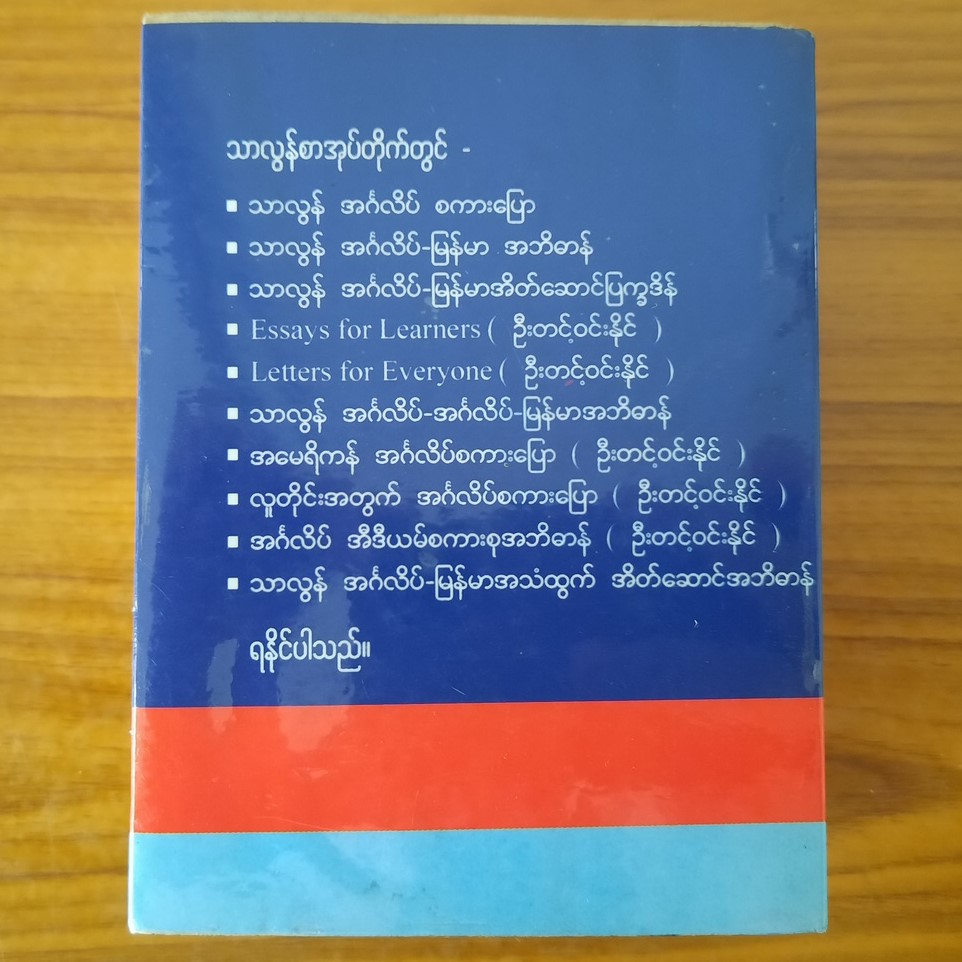 သာလွန်စာအုပ်တိုက်တွင် -
▪ သာလွန် အင်္ဂလိပ် စကားပြော
▪ သာလွန် အင်္ဂလိပ်-မြန်မာ အဘိဓာန်
▪ သာလွန် အင်္ဂလိပ်-မြန်မာအိတ်ဆောင်ပြက္ခဒိန်
▪ Essays for Learners ( ဦးတင့်ဝင်းနိုင် )
▪ Letters for Everyone ( ဦးတင့်ဝင်းနိုင် )
▪ သာလွန် အင်္ဂလိပ်-အင်္ဂလိပ်-မြန်မာအဘိဓာန်
▪ အမေရိကန် အင်္ဂလိပ်စကားပြော ( ဦးတင့်ဝင်းနိုင် )
▪ လူတိုင်းအတွက် အင်္ဂလိပ်စကားပြော ( ဦးတင့်ဝင်းနိုင် )
▪ အင်္ဂလိပ် အီဒီယမ်စကားစုအဘိဓာန် ( ဦးတင့်ဝင်းနိုင် )
▪ သာလွန် အင်္ဂလိပ်-မြန်မာအသံထွက် အိတ်ဆောင်အဘိဓာန်
ရနိုင်ပါသည်။